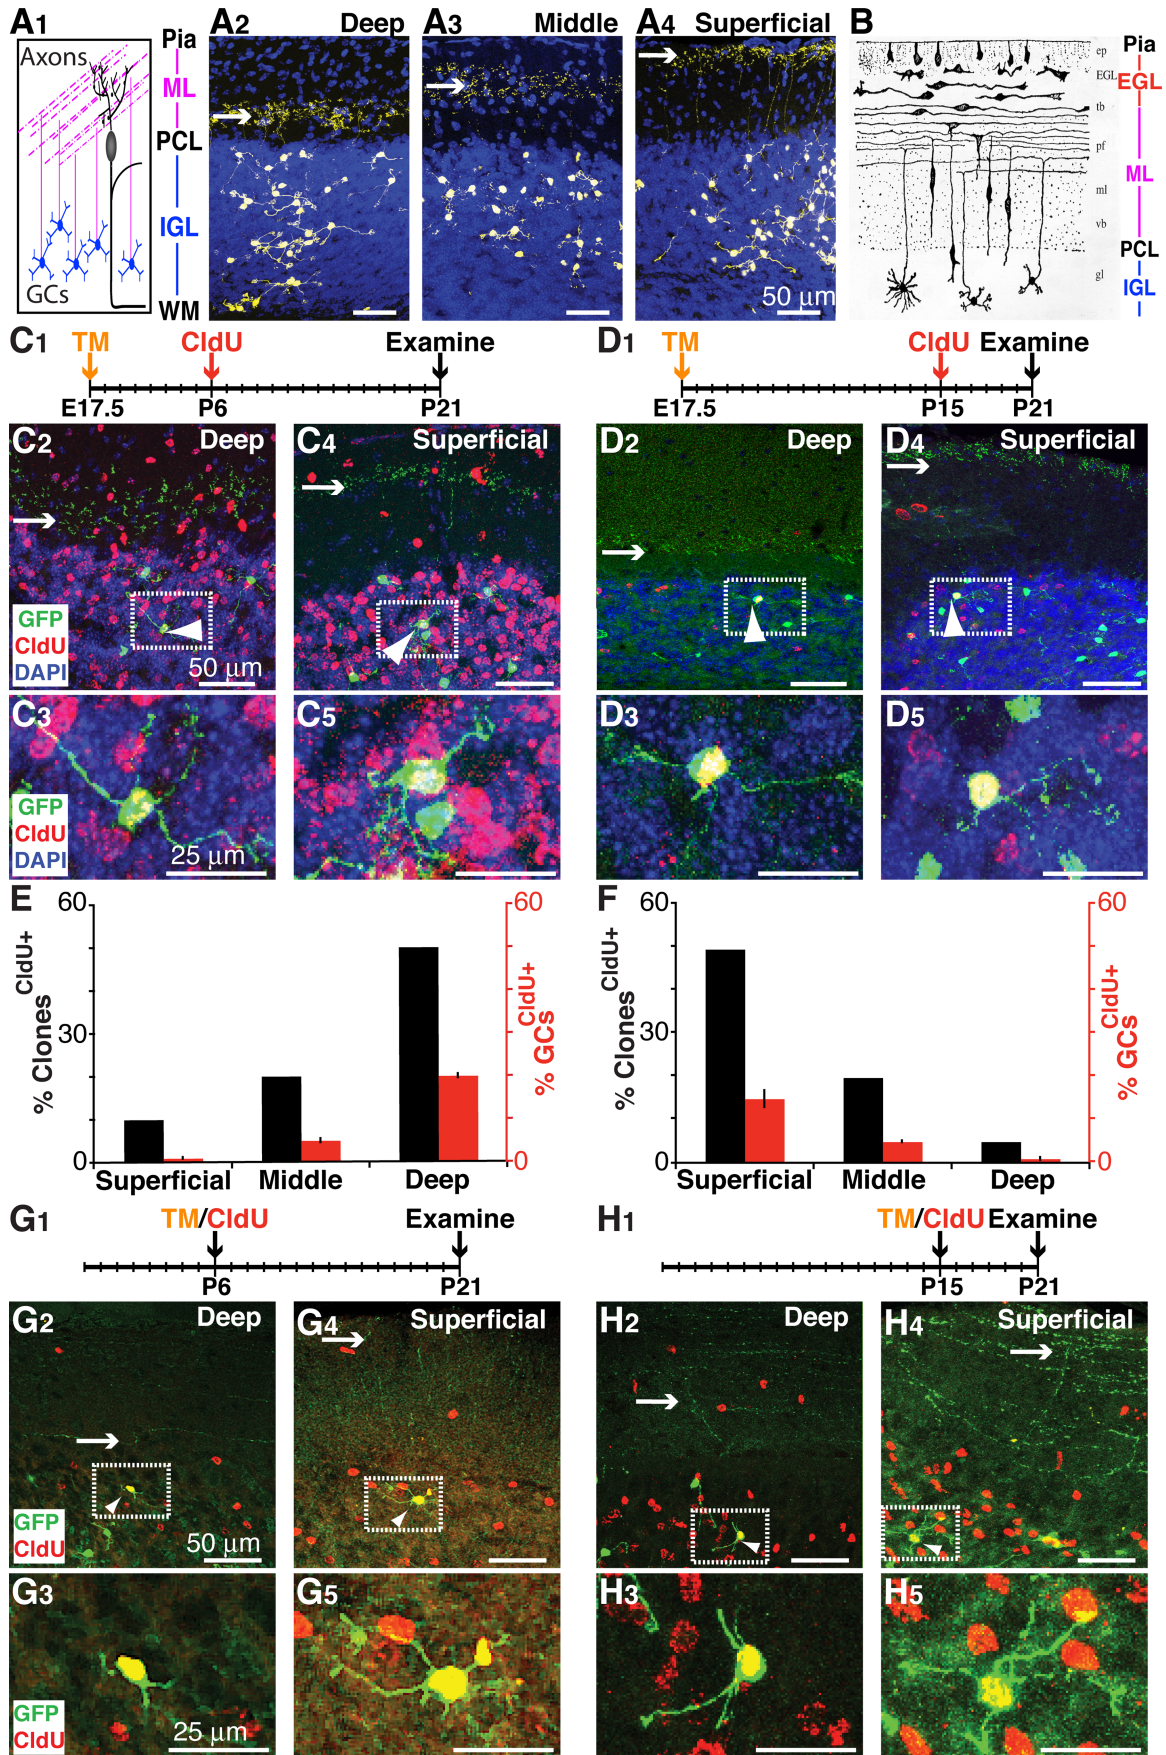 A1
Axons
GCs
Pia
ML
PCL
IGL
WM
A2 Deep
A3 Middle
A4 Superficial
50 µm
B
ep
EGL
tb
pf
ml
vb
gl
Pia
EGL
ML
PCL
IGL
C1 TM CldU Examine
E17.5 P6 P21
D1 TM CldU Examine
E17.5 P15 P21
C2 Deep
GFP
CldU
DAPI
50 µm
C4 Superficial
D2 Deep
D4 Superficial
C3
GFP
CldU
DAPI
25 µm
C5
D3
D5
E
60
30
0
% Clones CldU+
60
0
% GCs CldU+
Superficial Middle Deep
F
60
30
0
% Clones CldU+
60
0
% GCs CldU+
Superficial Middle Deep
G1 TM/CldU Examine
P6 P21
H1 TM/CldU Examine
P15 P21
G2 Deep
GFP
CldU
50 µm
G4 Superficial
H2 Deep
H4 Superficial
G3
GFP
CldU
25 µm
G5
H3
H5